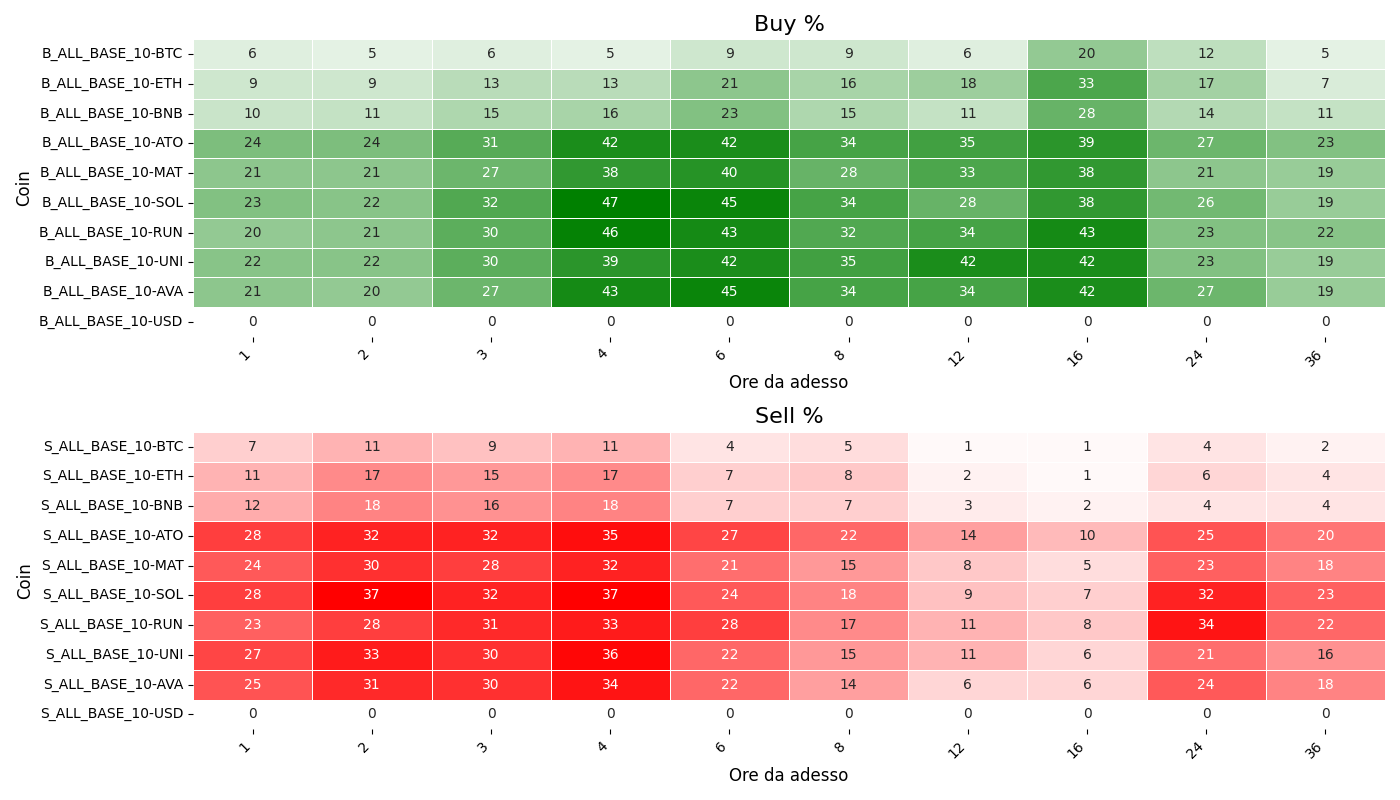 Buy %
Coin
B_ALL_BASE_10-BTC 6 5 6 5 9 9 6 20 12 5
B_ALL_BASE_10-ETH 9 9 13 13 21 16 18 33 17 7
B_ALL_BASE_10-BNB 10 11 15 16 23 15 11 28 14 11
B_ALL_BASE_10-ATO 24 24 31 42 42 34 35 39 27 23
B_ALL_BASE_10-MAT 21 21 27 38 40 28 33 38 21 19
B_ALL_BASE_10-SOL 23 22 32 47 45 34 28 38 26 19
B_ALL_BASE_10-RUN 20 21 30 46 43 32 34 43 23 22
B_ALL_BASE_10-UNI 22 22 30 39 42 35 42 42 23 19
B_ALL_BASE_10-AVA 21 20 27 43 45 34 34 42 27 19
B_ALL_BASE_10-USD 0 0 0 0 0 0 0 0 0 0
1 2 3 4 6 8 12 16 24 36
Ore da adesso
Sell %
Coin
S_ALL_BASE_10-BTC 7 11 9 11 4 5 1 1 4 2
S_ALL_BASE_10-ETH 11 17 15 17 7 8 2 1 6 4
S_ALL_BASE_10-BNB 12 18 16 18 7 7 3 2 4 4
S_ALL_BASE_10-ATO 28 32 32 35 27 22 14 10 25 20
S_ALL_BASE_10-MAT 24 30 28 32 21 15 8 5 23 18
S_ALL_BASE_10-SOL 28 37 32 37 24 18 9 7 32 23
S_ALL_BASE_10-RUN 23 28 31 33 28 17 11 8 34 22
S_ALL_BASE_10-UNI 27 33 30 36 22 15 11 6 21 16
S_ALL_BASE_10-AVA 25 31 30 34 22 14 6 6 24 18
S_ALL_BASE_10-USD 0 0 0 0 0 0 0 0 0 0
1 2 3 4 6 8 12 16 24 36
Ore da adesso